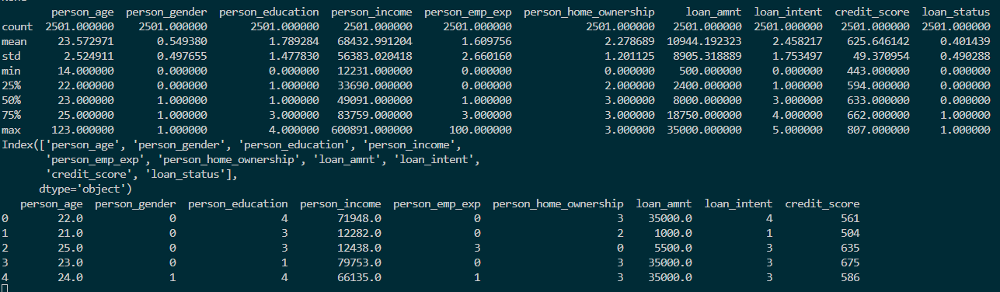 person_age person_gender person_education person_income person_emp_exp person_home_ownership loan_amnt loan_intent credit_score loan_status
count 2501.000000 2501.000000 2501.000000 2501.000000 2501.000000 2501.000000 2501.000000 2501.000000 2501.000000 2501.000000
mean 23.572971 0.549380 1.789284 68432.991204 1.609756 2.278689 10944.192323 2.458217 625.646142 0.401439
std 2.524911 0.497655 1.477830 56383.020418 2.660160 1.201125 8905.318889 1.753497 49.370954 0.490288
min 14.000000 0.000000 0.000000 12231.000000 0.000000 0.000000 500.000000 0.000000 443.000000 0.000000
25% 22.000000 0.000000 1.000000 33690.000000 0.000000 2.000000 2400.000000 1.000000 594.000000 0.000000
50% 23.000000 1.000000 1.000000 49091.000000 1.000000 3.000000 8000.000000 3.000000 633.000000 0.000000
75% 25.000000 1.000000 3.000000 83759.000000 3.000000 3.000000 18750.000000 4.000000 662.000000 1.000000
max 123.000000 1.000000 4.000000 600891.000000 100.000000 3.000000 35000.000000 5.000000 807.000000 1.000000
Index(['person_age', 'person_gender', 'person_education', 'person_income',
'person_emp_exp', 'person_home_ownership', 'loan_amnt', 'loan_intent',
'credit_score', 'loan_status'],
dtype='object')
person_age person_gender person_education person_income person_emp_exp person_home_ownership loan_amnt loan_intent credit_score
0 22.0 0 4 71948.0 0 3 35000.0 4 561
1 21.0 0 3 12282.0 0 2 1000.0 1 504
2 25.0 0 3 12438.0 3 0 5500.0 3 635
3 23.0 0 1 79753.0 0 3 35000.0 3 675
4 24.0 1 4 66135.0 1 3 35000.0 3 586